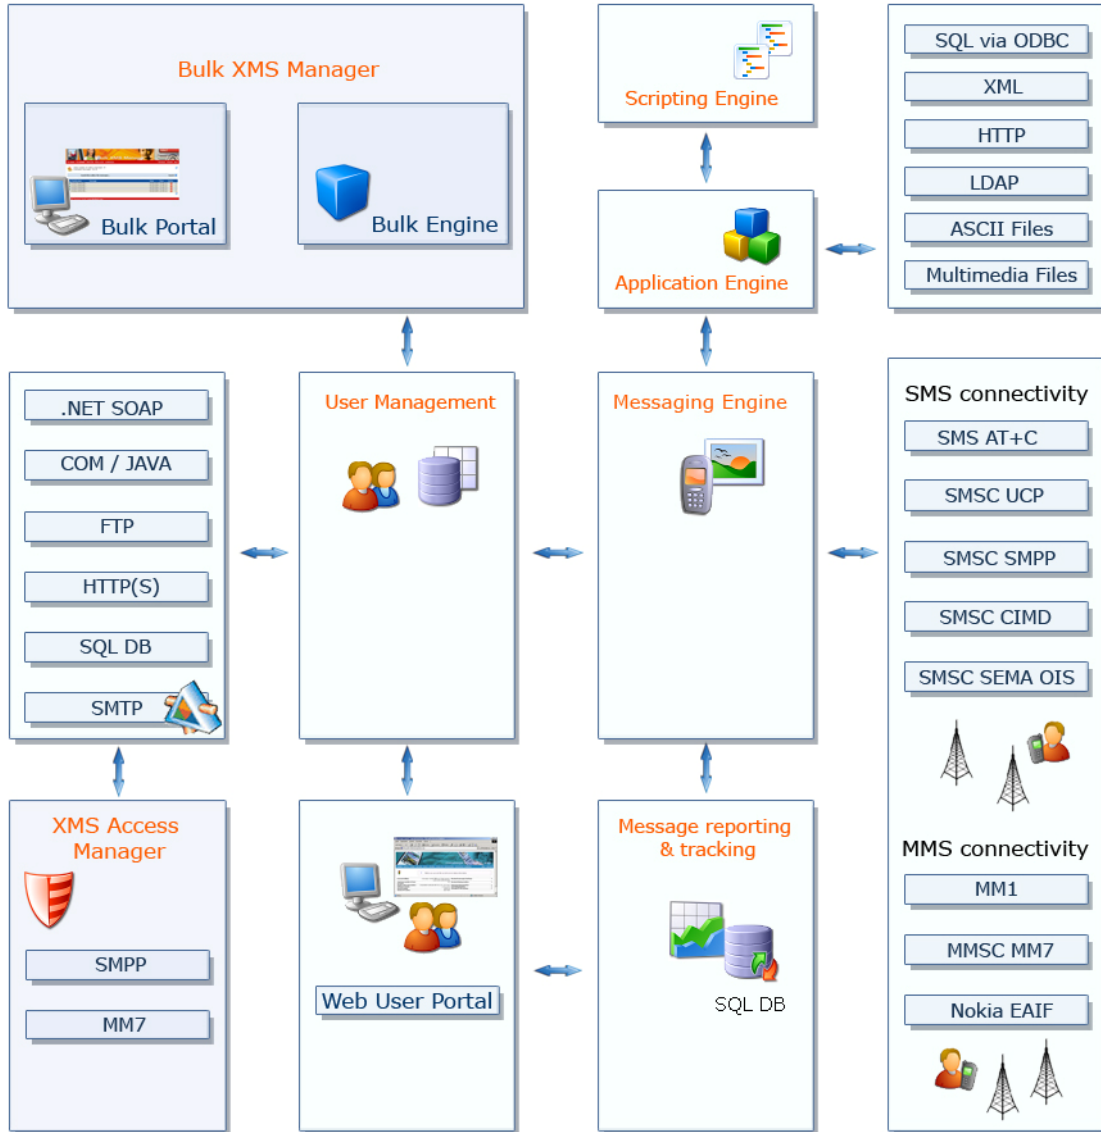 Bulk XMS Manager
Bulk Portal
Bulk Engine
Scripting Engine
Application Engine
SQL via ODBC
XML
HTTP
LDAP
ASCII Files
Multimedia Files
.NET SOAP
COM / JAVA
FTP
HTTP(S)
SQL DB
SMTP
User Management
Messaging Engine
SMS connectivity
SMS AT+C
SMSC UCP
SMSC SMPP
SMSC CIMD
SMSC SEMA OIS
MMS connectivity
MM1
MMSC MM7
Nokia EAIF
XMS Access
Manager
SMPP
MM7
Web User Portal
Message reporting
& tracking
SQL DB